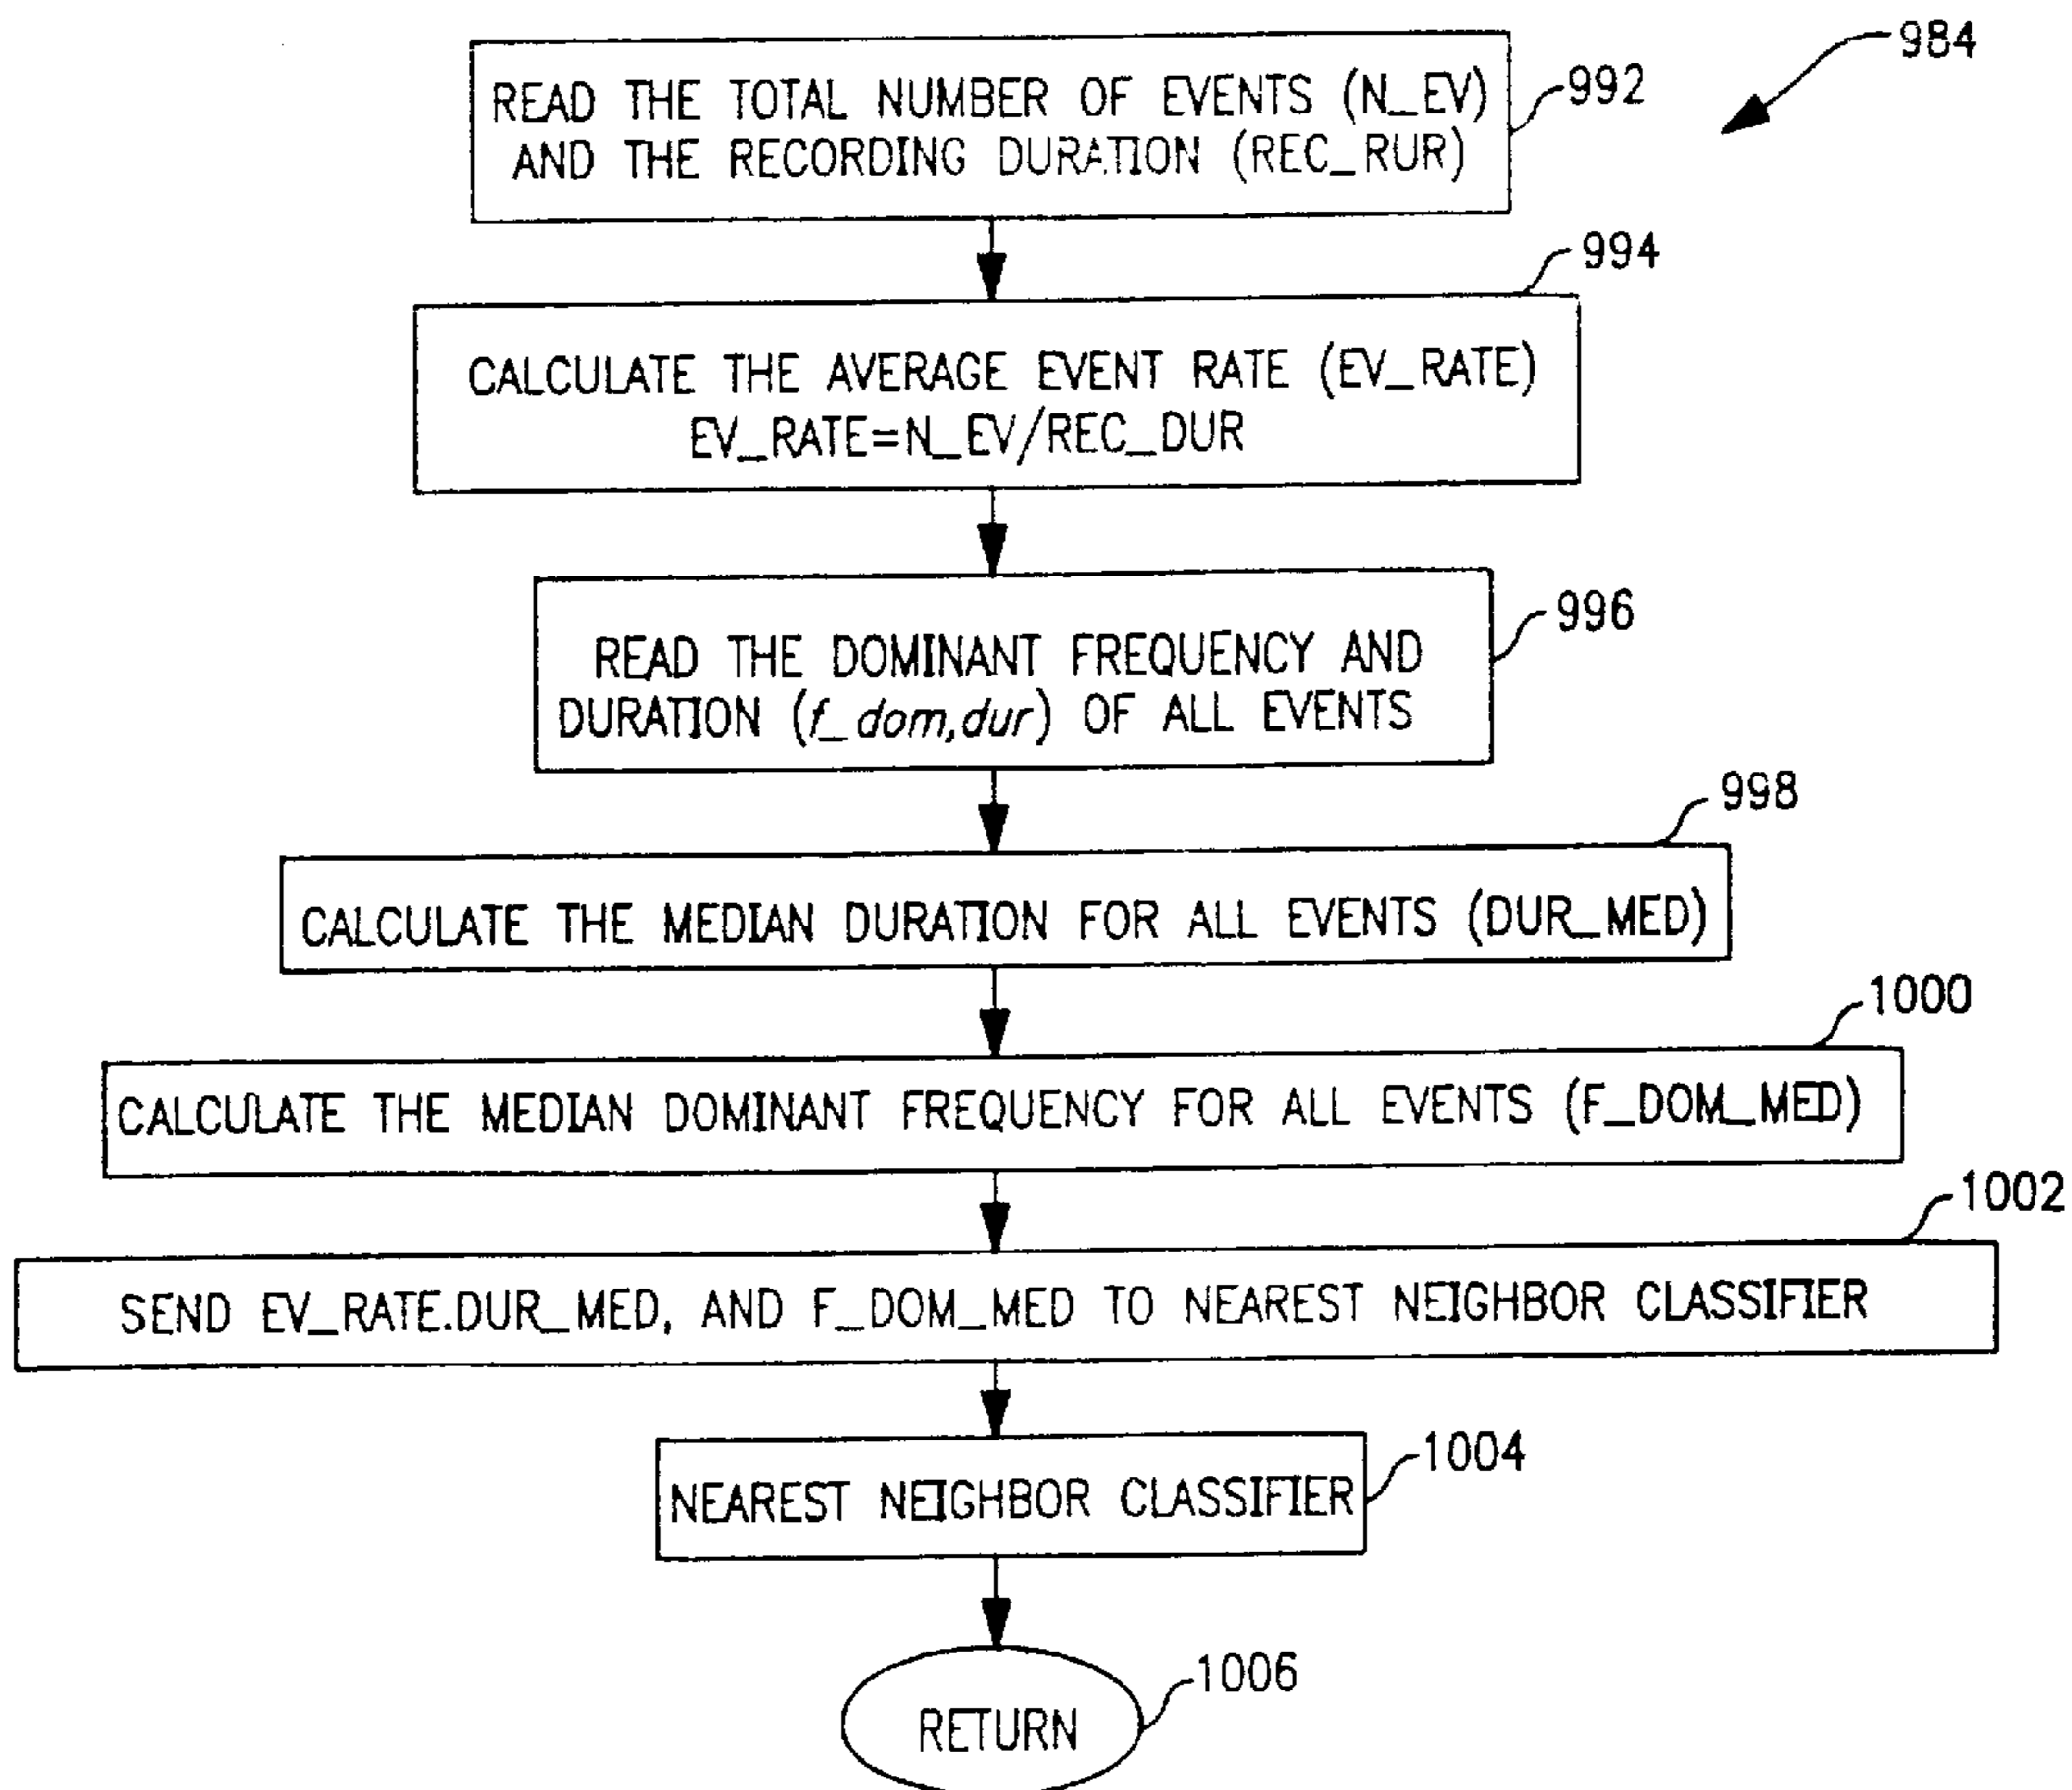 984
READ THE TOTAL NUMBER OF EVENTS (N_EV)
AND THE RECORDING DURATION (REC_RUR)
992
994
CALCULATE THE AVERAGE EVENT RATE (EV_RATE)
EV_RATE=N_EV/REC_DUR
996
READ THE DOMINANT FREQUENCY AND
DURATION (f_dom,dur) OF ALL EVENTS
998
CALCULATE THE MEDIAN DURATION FOR ALL EVENTS (DUR_MED)
1000
CALCULATE THE MEDIAN DOMINANT FREQUENCY FOR ALL EVENTS (F_DOM_MED)
1002
SEND EV_RATE.DUR_MED, AND F_DOM_MED TO NEAREST NEIGHBOR CLASSIFIER
1004
NEAREST NEIGHBOR CLASSIFIER
1006
RETURN